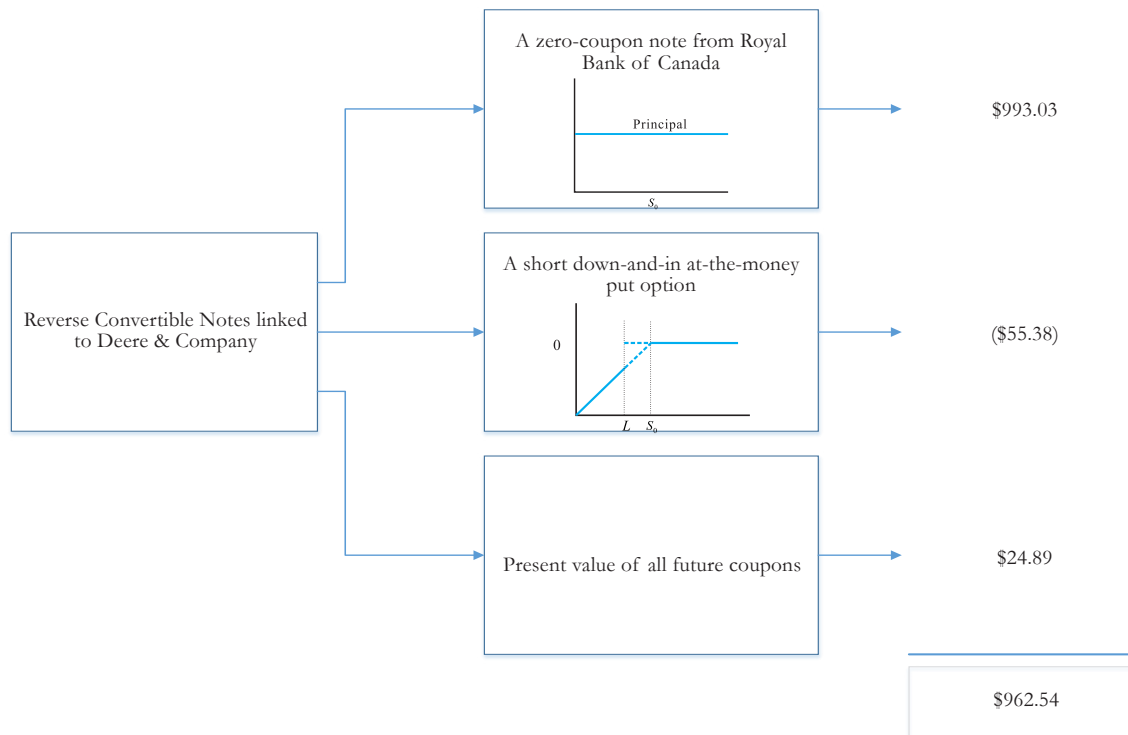 A zero-coupon note from Royal
Bank of Canada
Principal
S₀
$993.03
Reverse Convertible Notes linked
to Deere & Company
A short down-and-in at-the-money
put option
0
L S₀
($55.38)
Present value of all future coupons
$24.89
$962.54